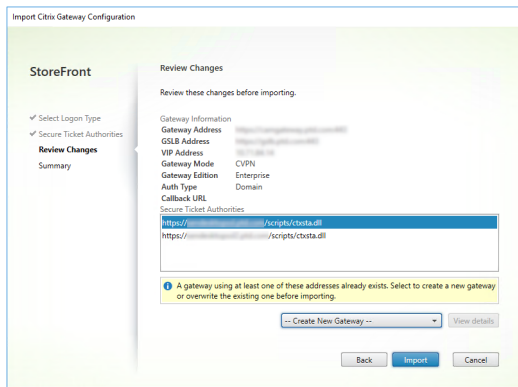 Import Citrix Gateway Configuration
StoreFront
Select Logon Type
Secure Ticket Authorities
Review Changes
Summary
Review Changes
Review these changes before importing.
Gateway Information
Gateway Address
GSLB Address
VIP Address
Gateway Mode CVPN
Gateway Edition Enterprise
Auth Type Domain
Callback URL
Secure Ticket Authorities
https:// /scripts/ctxsta.dll
https:// /scripts/ctxsta.dll
A gateway using at least one of these addresses already exists. Select to create a new gateway
or overwrite the existing one before importing.
-- Create New Gateway -- View details
Back Import Cancel